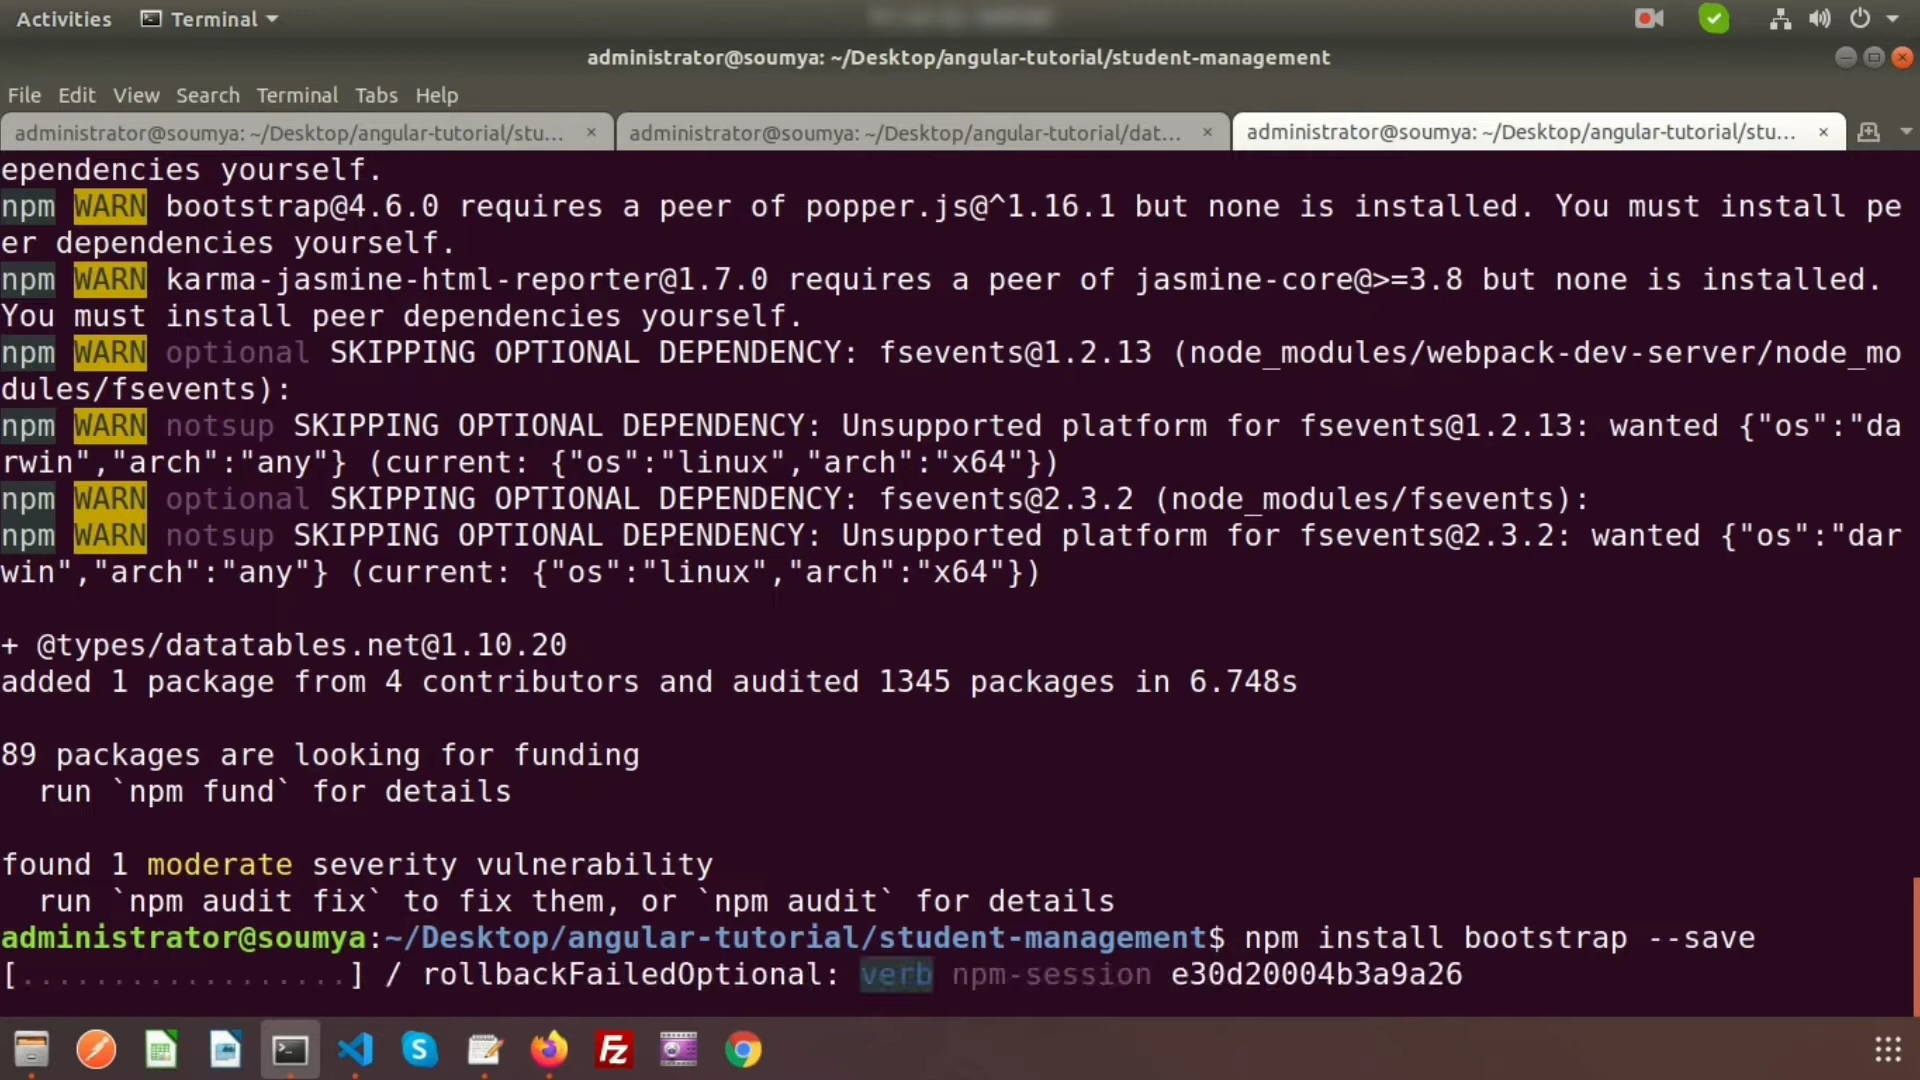 Activities Terminal
administrator@soumya: ~/Desktop/angular-tutorial/student-management
File Edit View Search Terminal Tabs Help
administrator@soumya: ~/Desktop/angular-tutorial/stu... × administrator@soumya: ~/Desktop/angular-tutorial/dat... × administrator@soumya: ~/Desktop/angular-tutorial/stu... ×
ependencies yourself.
npm WARN bootstrap@4.6.0 requires a peer of popper.js@^1.16.1 but none is installed. You must install pe
er dependencies yourself.
npm WARN karma-jasmine-html-reporter@1.7.0 requires a peer of jasmine-core@>=3.8 but none is installed.
You must install peer dependencies yourself.
npm WARN optional SKIPPING OPTIONAL DEPENDENCY: fsevents@1.2.13 (node_modules/webpack-dev-server/node_mo
dules/fsevents):
npm WARN notsup SKIPPING OPTIONAL DEPENDENCY: Unsupported platform for fsevents@1.2.13: wanted {"os":"da
rwin","arch":"any"} (current: {"os":"linux","arch":"x64"})
npm WARN optional SKIPPING OPTIONAL DEPENDENCY: fsevents@2.3.2 (node_modules/fsevents):
npm WARN notsup SKIPPING OPTIONAL DEPENDENCY: Unsupported platform for fsevents@2.3.2: wanted {"os":"dar
win","arch":"any"} (current: {"os":"linux","arch":"x64"})
+ @types/datatables.net@1.10.20
added 1 package from 4 contributors and audited 1345 packages in 6.748s
89 packages are looking for funding
run `npm fund` for details
found 1 moderate severity vulnerability
run `npm audit fix` to fix them, or `npm audit` for details
administrator@soumya:~/Desktop/angular-tutorial/student-management$ npm install bootstrap --save
[..................] / rollbackFailedOptional: verb npm-session e30d20004b3a9a26
S Fz